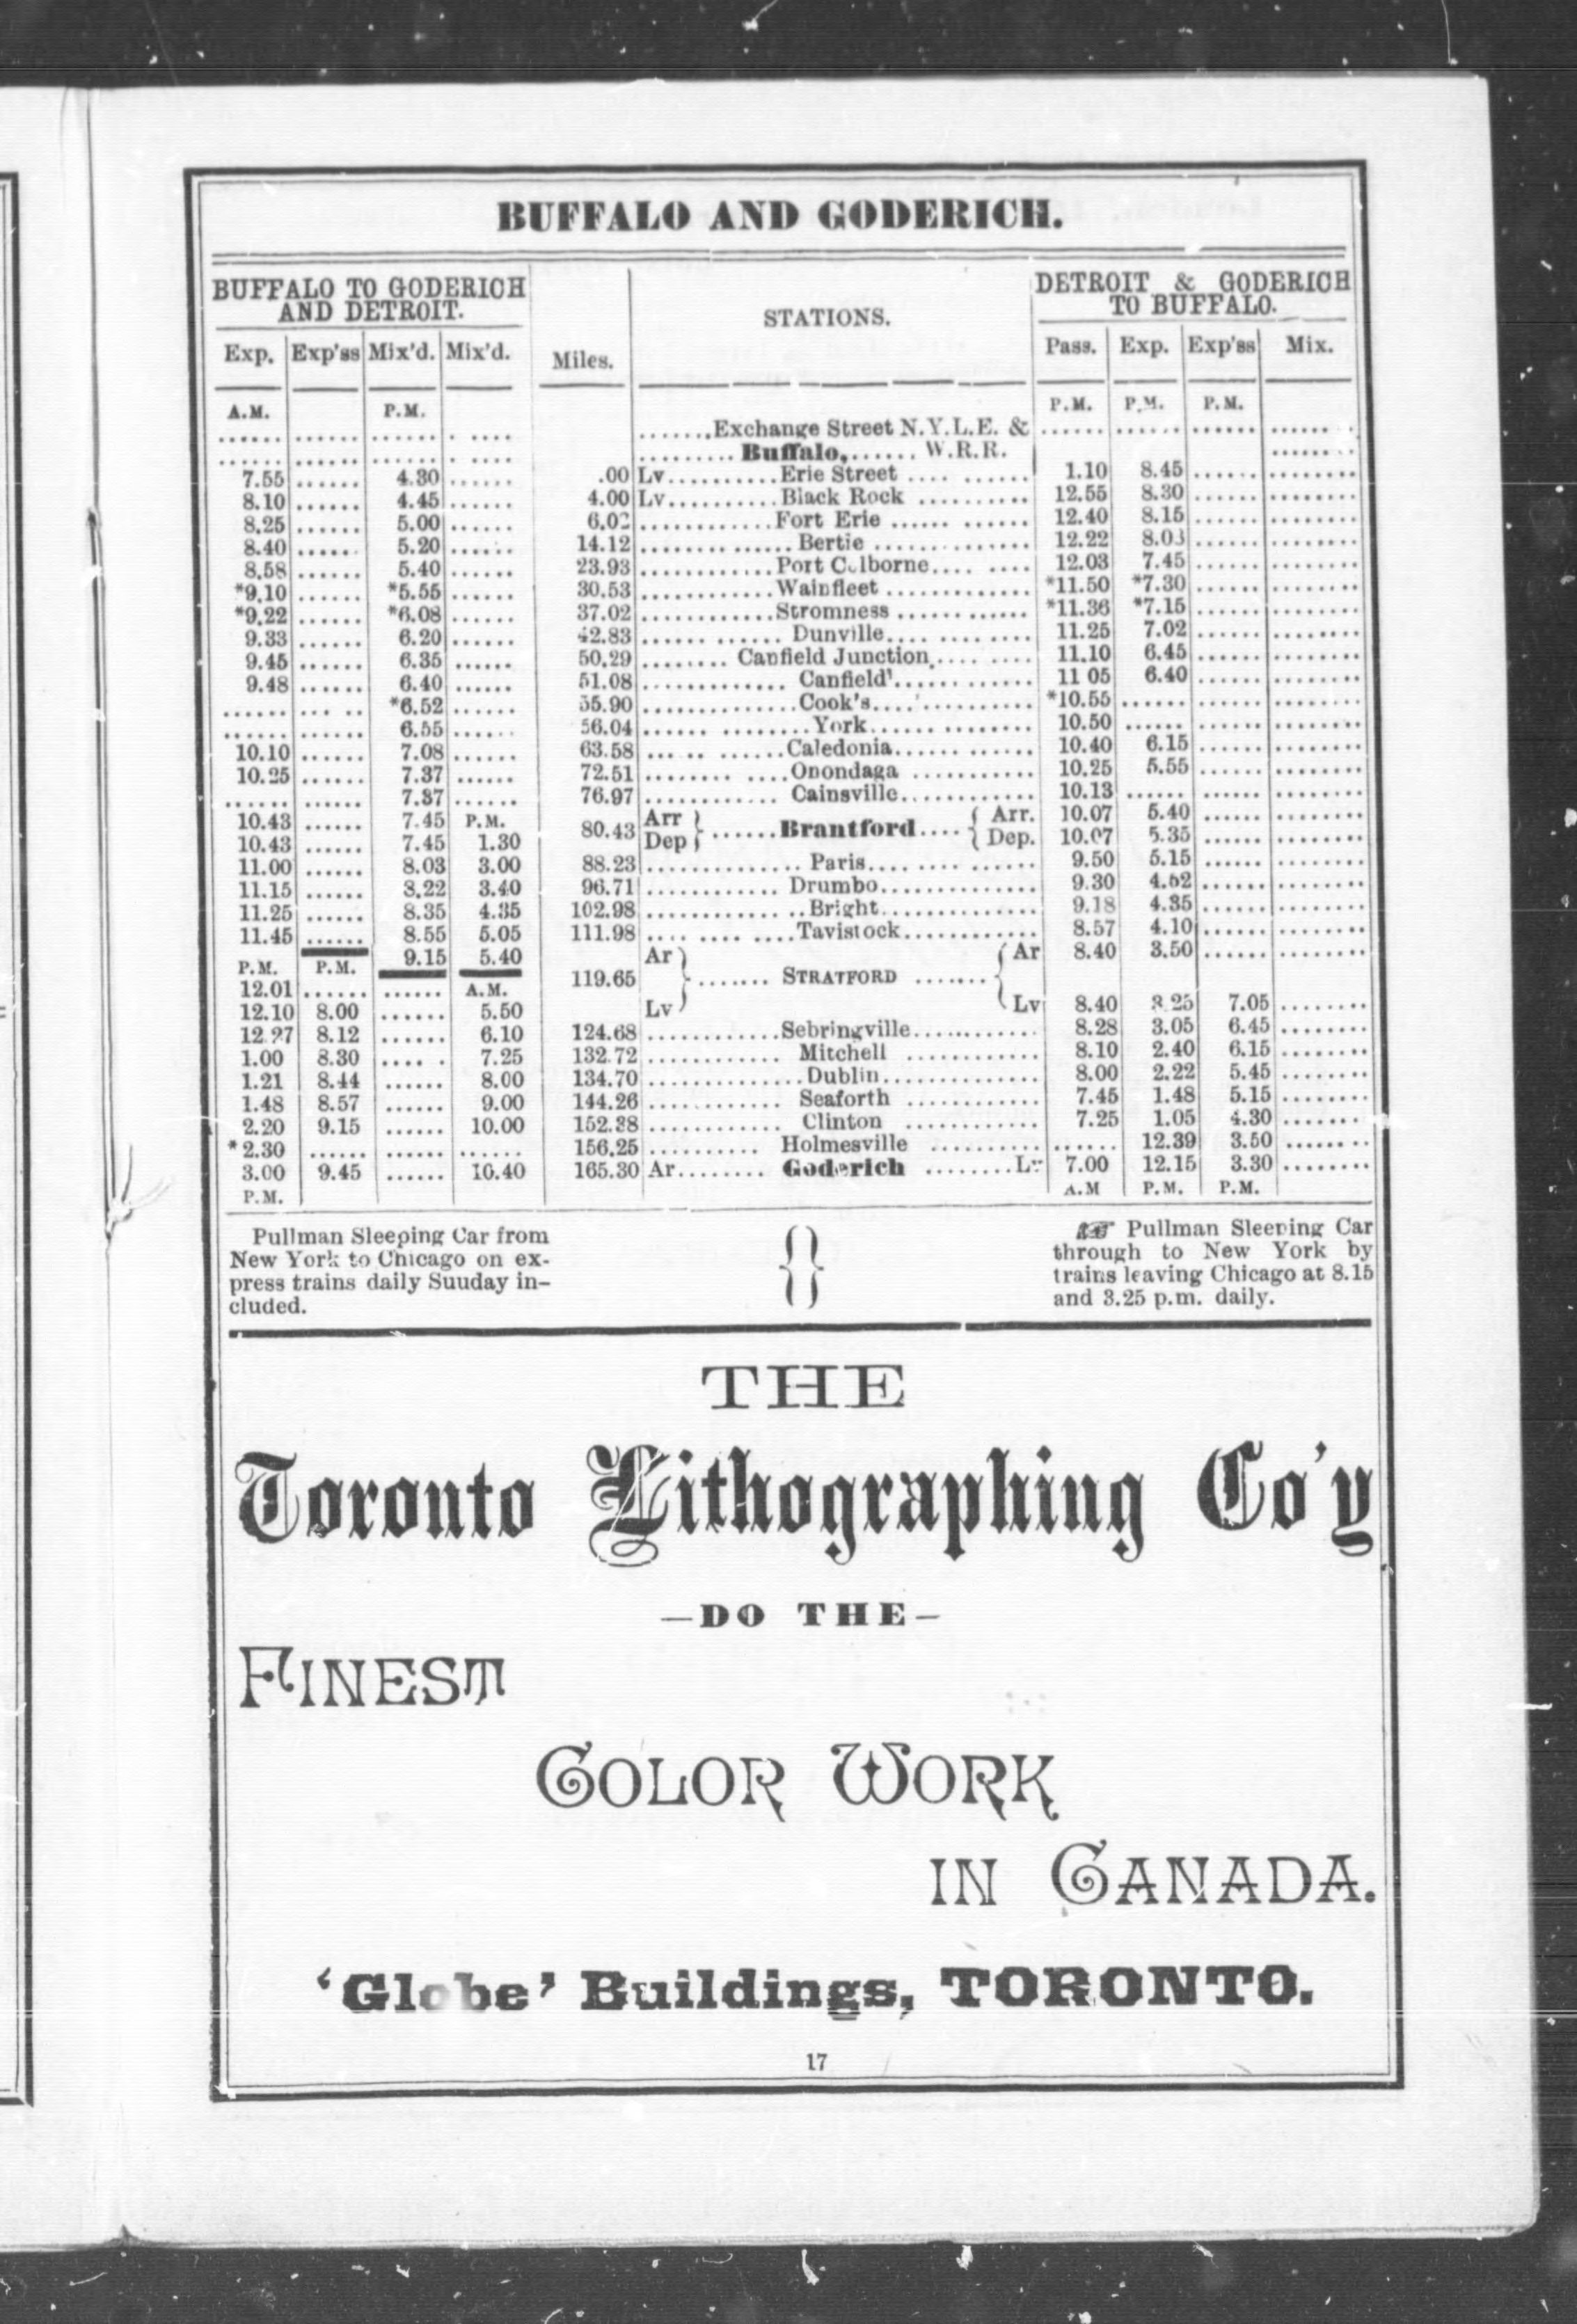 BUFFALO AND GODERICH.
BUFFALO TO GODERICH AND DETROIT. STATIONS. DETROIT & GODERICH TO BUFFALO.
Exp. Exp'ss Mix'd. Mix'd. Miles. Pass. Exp. Exp'ss Mix.
A.M. P.M. P.M. P.M. P.M.
...... ...... ...... .... .......Exchange Street N.Y.L.E. & ...... ...... ...... ......
...... ...... ...... .... ......... Buffalo,...... W.R.R. ......
7.55 ...... 4.30 ...... .00 Lv..........Erie Street .... ...... 1.10 8.45 ...... ........
8.10 ...... 4.45 ...... 4.00 Lv..........Black Rock .......... 12.55 8.30 ...... ........
8.25 ...... 5.00 ...... 6.02 ............Fort Erie ...... ...... 12.40 8.15 ...... ........
8.40 ...... 5.20 ...... 14.12 ........ ...... Bertie .............. 12.22 8.03 ...... ........
8.58 ...... 5.40 ...... 23.93 ............Port Colborne.... .... 12.03 7.45 ...... ........
*9.10 ...... *5.55 ...... 30.53 ............Wainfleet ............. *11.50 *7.30 ...... ........
*9.22 ...... *6.08 ...... 37.02 ............Stromness ............ *11.36 *7.15 ...... ........
9.33 ...... 6.20 ...... 42.83 ...... ...... Dunville.... .... .... 11.25 7.02 ...... ........
9.45 ...... 6.35 ...... 50.29 ........ Canfield Junction..... .... 11.10 6.45 ...... ........
9.48 ...... 6.40 ...... 51.08 ............. Canfield'............ 11 05 6.40 ...... ........
...... ... .. *6.52 ...... 55.90 ..............Cook's............... *10.55 ...... ...... ........
...... ...... 6.55 ...... 56.04 ...... ........York...... ........ 10.50 ...... ...... ........
10.10 ...... 7.08 ...... 63.58 ... .. ......Caledonia...... ...... 10.40 6.15 ...... ........
10.25 ...... 7.37 ...... 72.51 ........ ....Onondaga ........... 10.25 5.55 ...... ........
...... ...... 7.37 ...... 76.97 ............ Cainsville............ 10.13 ...... ...... ........
10.43 ...... 7.45 P.M. Arr } { Arr. 10.07 5.40 ...... ........
80.43 ......Brantford....
10.43 ...... 7.45 1.30 Dep } { Dep. 10.07 5.35 ...... ........
11.00 ...... 8.03 3.00 88.23 .............. Paris.... .... ...... 9.50 5.15 ...... ........
11.15 ...... 8.22 3.40 96.71 ............ Drumbo.............. 9.30 4.52 ...... ........
11.25 ...... 8.35 4.35 102.98 ............ ..Bright.............. 9.18 4.35 ...... ........
11.45 ...... 8.55 5.05 111.98 .... .... ....Tavistock............ 8.57 4.10 ...... ........
9.15 5.40 Ar } { Ar 8.40 3.50 ...... ........
P.M. P.M. 119.65 ....... STRATFORD .......
12.01 ...... ...... A.M.
12.10 8.00 ...... 5.50 Lv } { Lv 8.40 3.25 7.05 ........
12.27 8.12 ...... 6.10 124.68 ............Sebringville........... 8.28 3.05 6.45 ........
1.00 8.30 .... . 7.25 132.72 ............ Mitchell ............ 8.10 2.40 6.15 ........
1.21 8.44 ...... 8.00 134.70 ..............Dublin.............. 8.00 2.22 5.45 ........
1.48 8.57 ...... 9.00 144.26 ............ Seaforth ............ 7.45 1.48 5.15 ........
2.20 9.15 ...... 10.00 152.38 ............ Clinton ............ 7.25 1.05 4.30 ........
*2.30 ...... ...... ...... 156.25 .......... Holmesville .......... ...... 12.39 3.50 ........
3.00 9.45 ...... 10.40 165.30 Ar........ Goderich ........Lv 7.00 12.15 3.30 ........
P.M. A.M P.M. P.M.
Pullman Sleeping Car from
New York to Chicago on ex-
press trains daily Suuday in-
cluded.
☞ Pullman Sleeping Car
through to New York by
trains leaving Chicago at 8.15
and 3.25 p.m. daily.
THE
Toronto Lithographing Co'y
—DO THE—
FINEST
COLOR WORK
IN CANADA.
'Globe' Buildings, TORONTO.
17